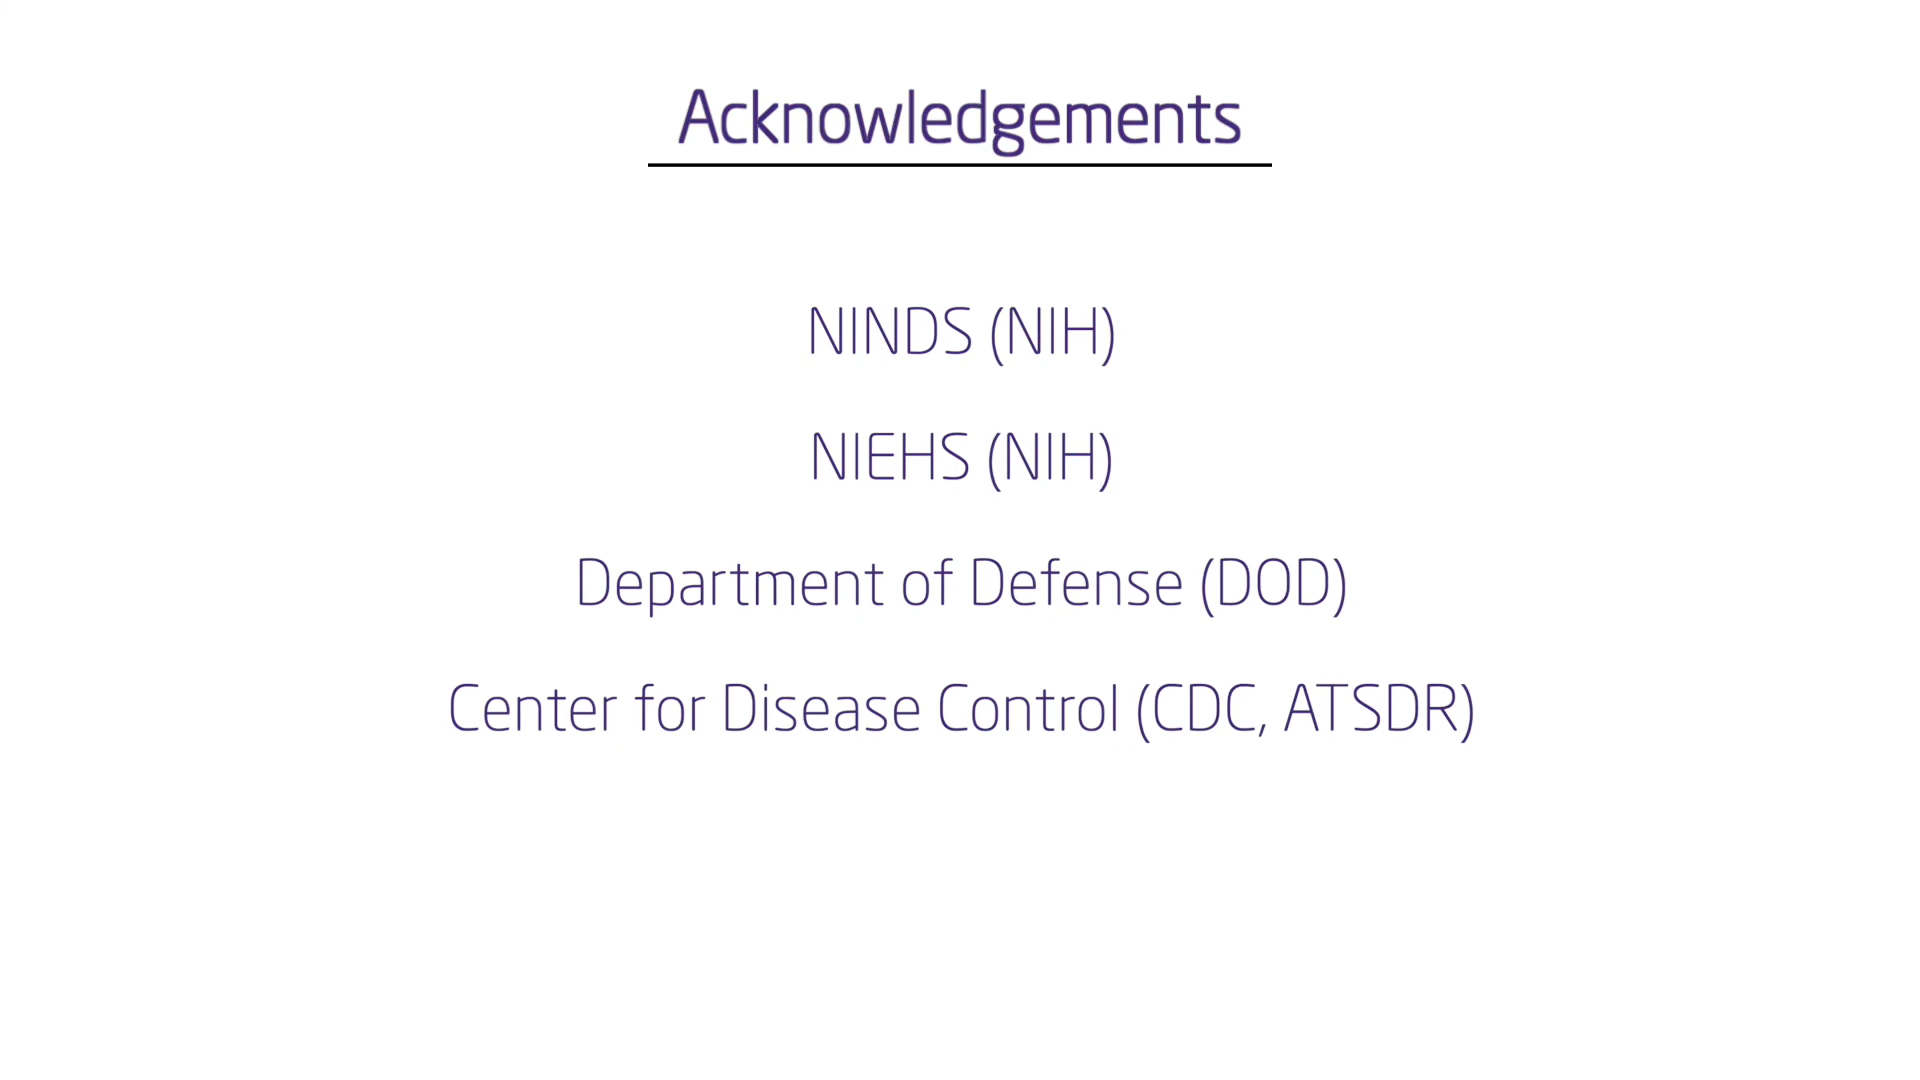 Acknowledgements
NINDS (NIH)
NIEHS (NIH)
Department of Defense (DOD)
Center for Disease Control (CDC, ATSDR)